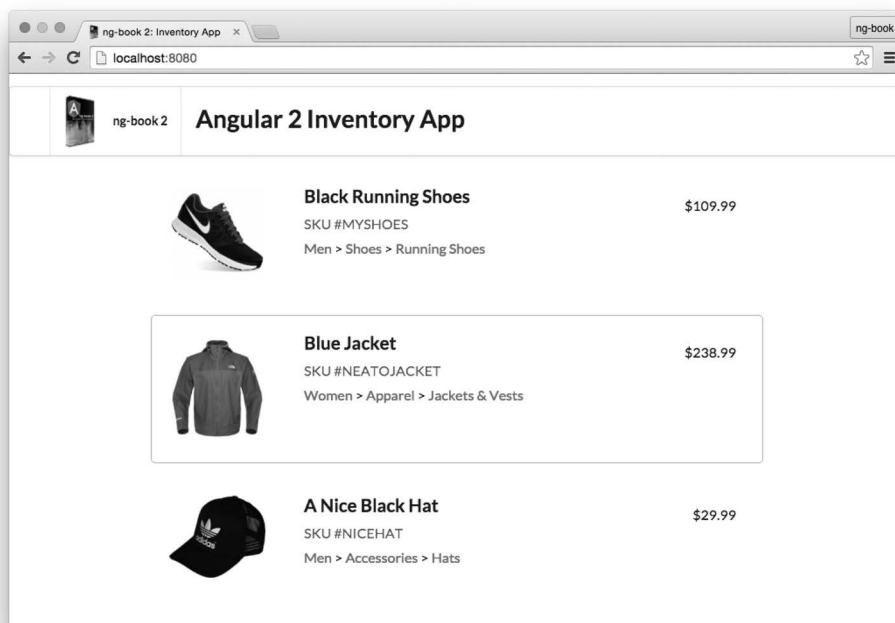 ng-book 2: Inventory App
ng-book
localhost:8080
ng-book 2
Angular 2 Inventory App
Black Running Shoes
$109.99
SKU #MYSHOES
Men > Shoes > Running Shoes
Blue Jacket
$238.99
SKU #NEATOJACKET
Women > Apparel > Jackets & Vests
A Nice Black Hat
$29.99
SKU #NICEHAT
Men > Accessories > Hats
adidas